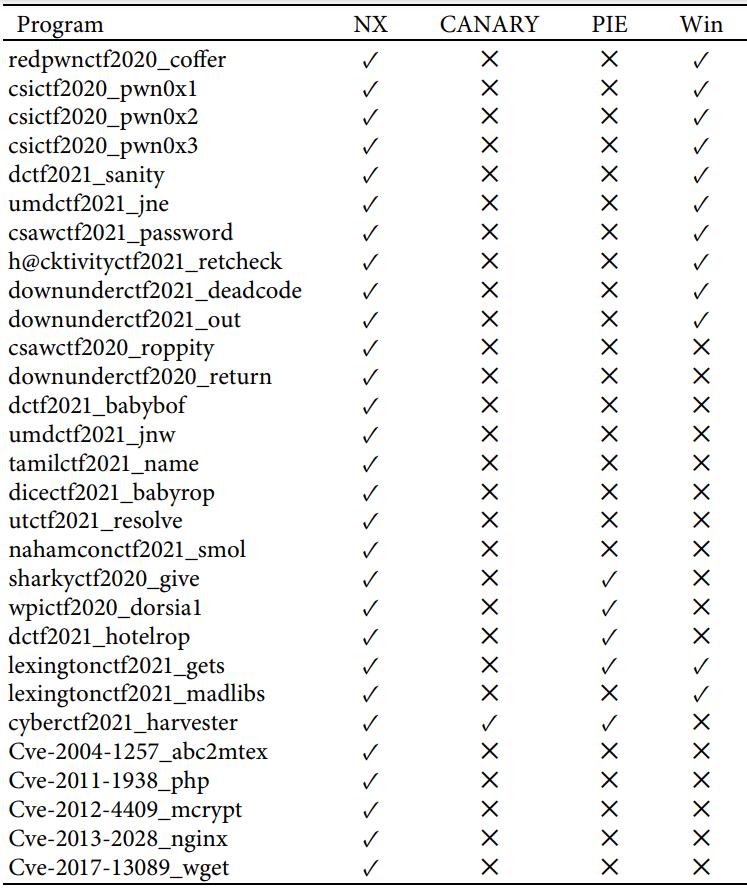 Program NX CANARY PIE Win
redpwnctf2020_coffer ✓ ✕ ✕ ✓
csictf2020_pwn0x1 ✓ ✕ ✕ ✓
csictf2020_pwn0x2 ✓ ✕ ✕ ✓
csictf2020_pwn0x3 ✓ ✕ ✕ ✓
dctf2021_sanity ✓ ✕ ✕ ✓
umdctf2021_jne ✓ ✕ ✕ ✓
csawctf2021_password ✓ ✕ ✕ ✓
h@cktivityctf2021_retcheck ✓ ✕ ✕ ✓
downunderctf2021_deadcode ✓ ✕ ✕ ✓
downunderctf2021_out ✓ ✕ ✕ ✓
csawctf2020_roppity ✓ ✕ ✕ ✕
downunderctf2020_return ✓ ✕ ✕ ✕
dctf2021_babybof ✓ ✕ ✕ ✕
umdctf2021_jnw ✓ ✕ ✕ ✕
tamilctf2021_name ✓ ✕ ✕ ✕
dicectf2021_babyrop ✓ ✕ ✕ ✕
utctf2021_resolve ✓ ✕ ✕ ✕
nahamconctf2021_smol ✓ ✕ ✕ ✕
sharkyctf2020_give ✓ ✕ ✓ ✕
wpictf2020_dorsia1 ✓ ✕ ✓ ✕
dctf2021_hotelrop ✓ ✕ ✓ ✕
lexingtonctf2021_gets ✓ ✕ ✓ ✓
lexingtonctf2021_madlibs ✓ ✕ ✕ ✓
cyberctf2021_harvester ✓ ✓ ✓ ✕
Cve-2004-1257_abc2mtex ✓ ✕ ✕ ✕
Cve-2011-1938_php ✓ ✕ ✕ ✕
Cve-2012-4409_mcrypt ✓ ✕ ✕ ✕
Cve-2013-2028_nginx ✓ ✕ ✕ ✕
Cve-2017-13089_wget ✓ ✕ ✕ ✕